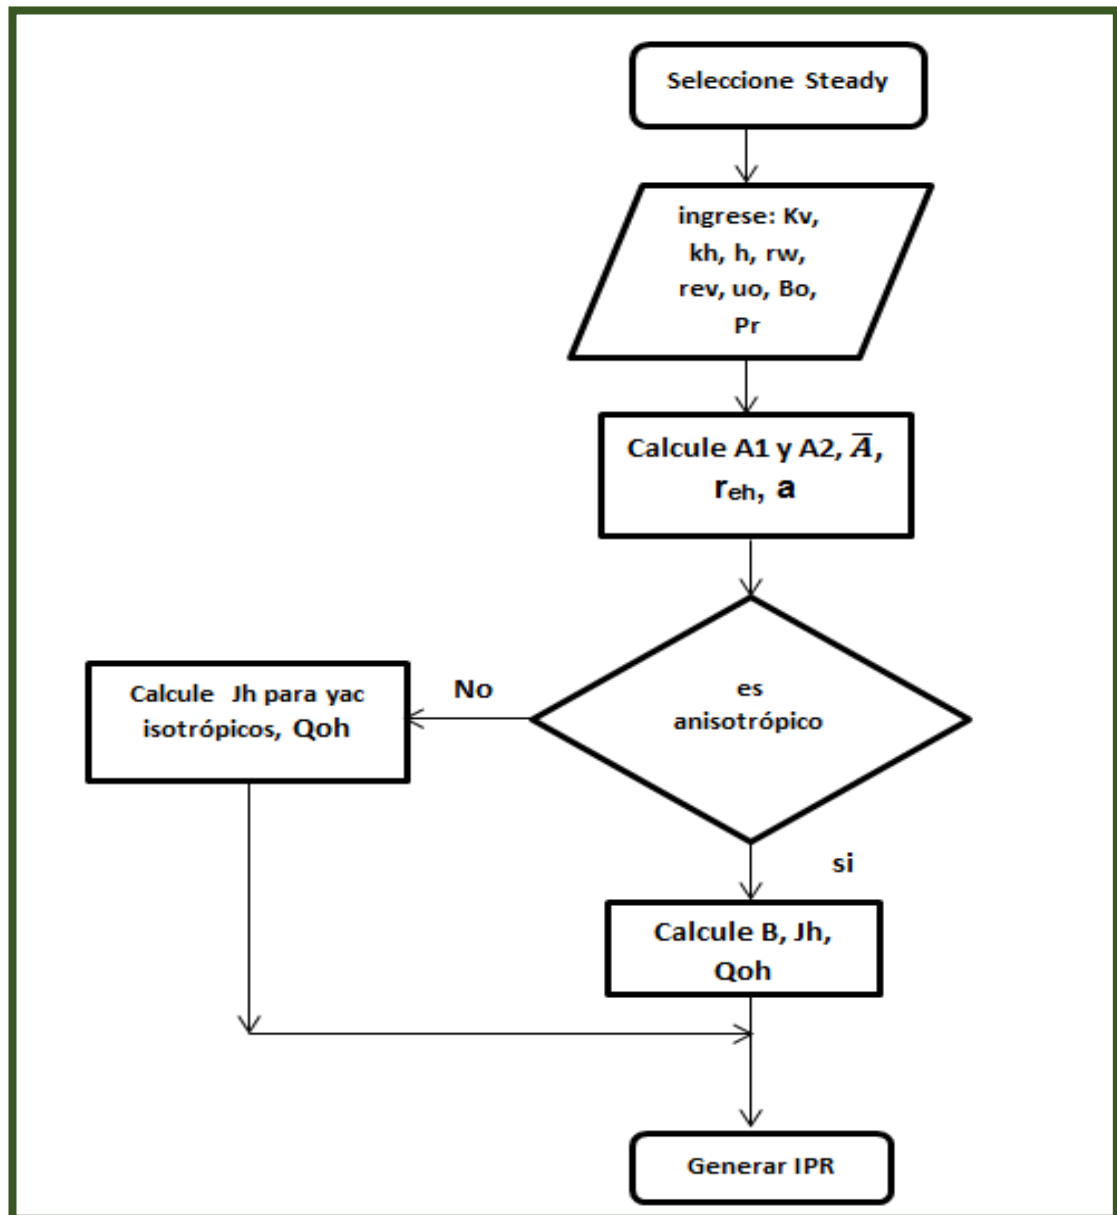 Seleccione Steady
ingrese: Kv,
kh, h, rw,
rev, uo, Bo,
Pr
Calcule A1 y A2, A̅,
reh, a
es
anisotrópico
No
Calcule Jh para yac
isotrópicos, Qoh
si
Calcule B, Jh,
Qoh
Generar IPR